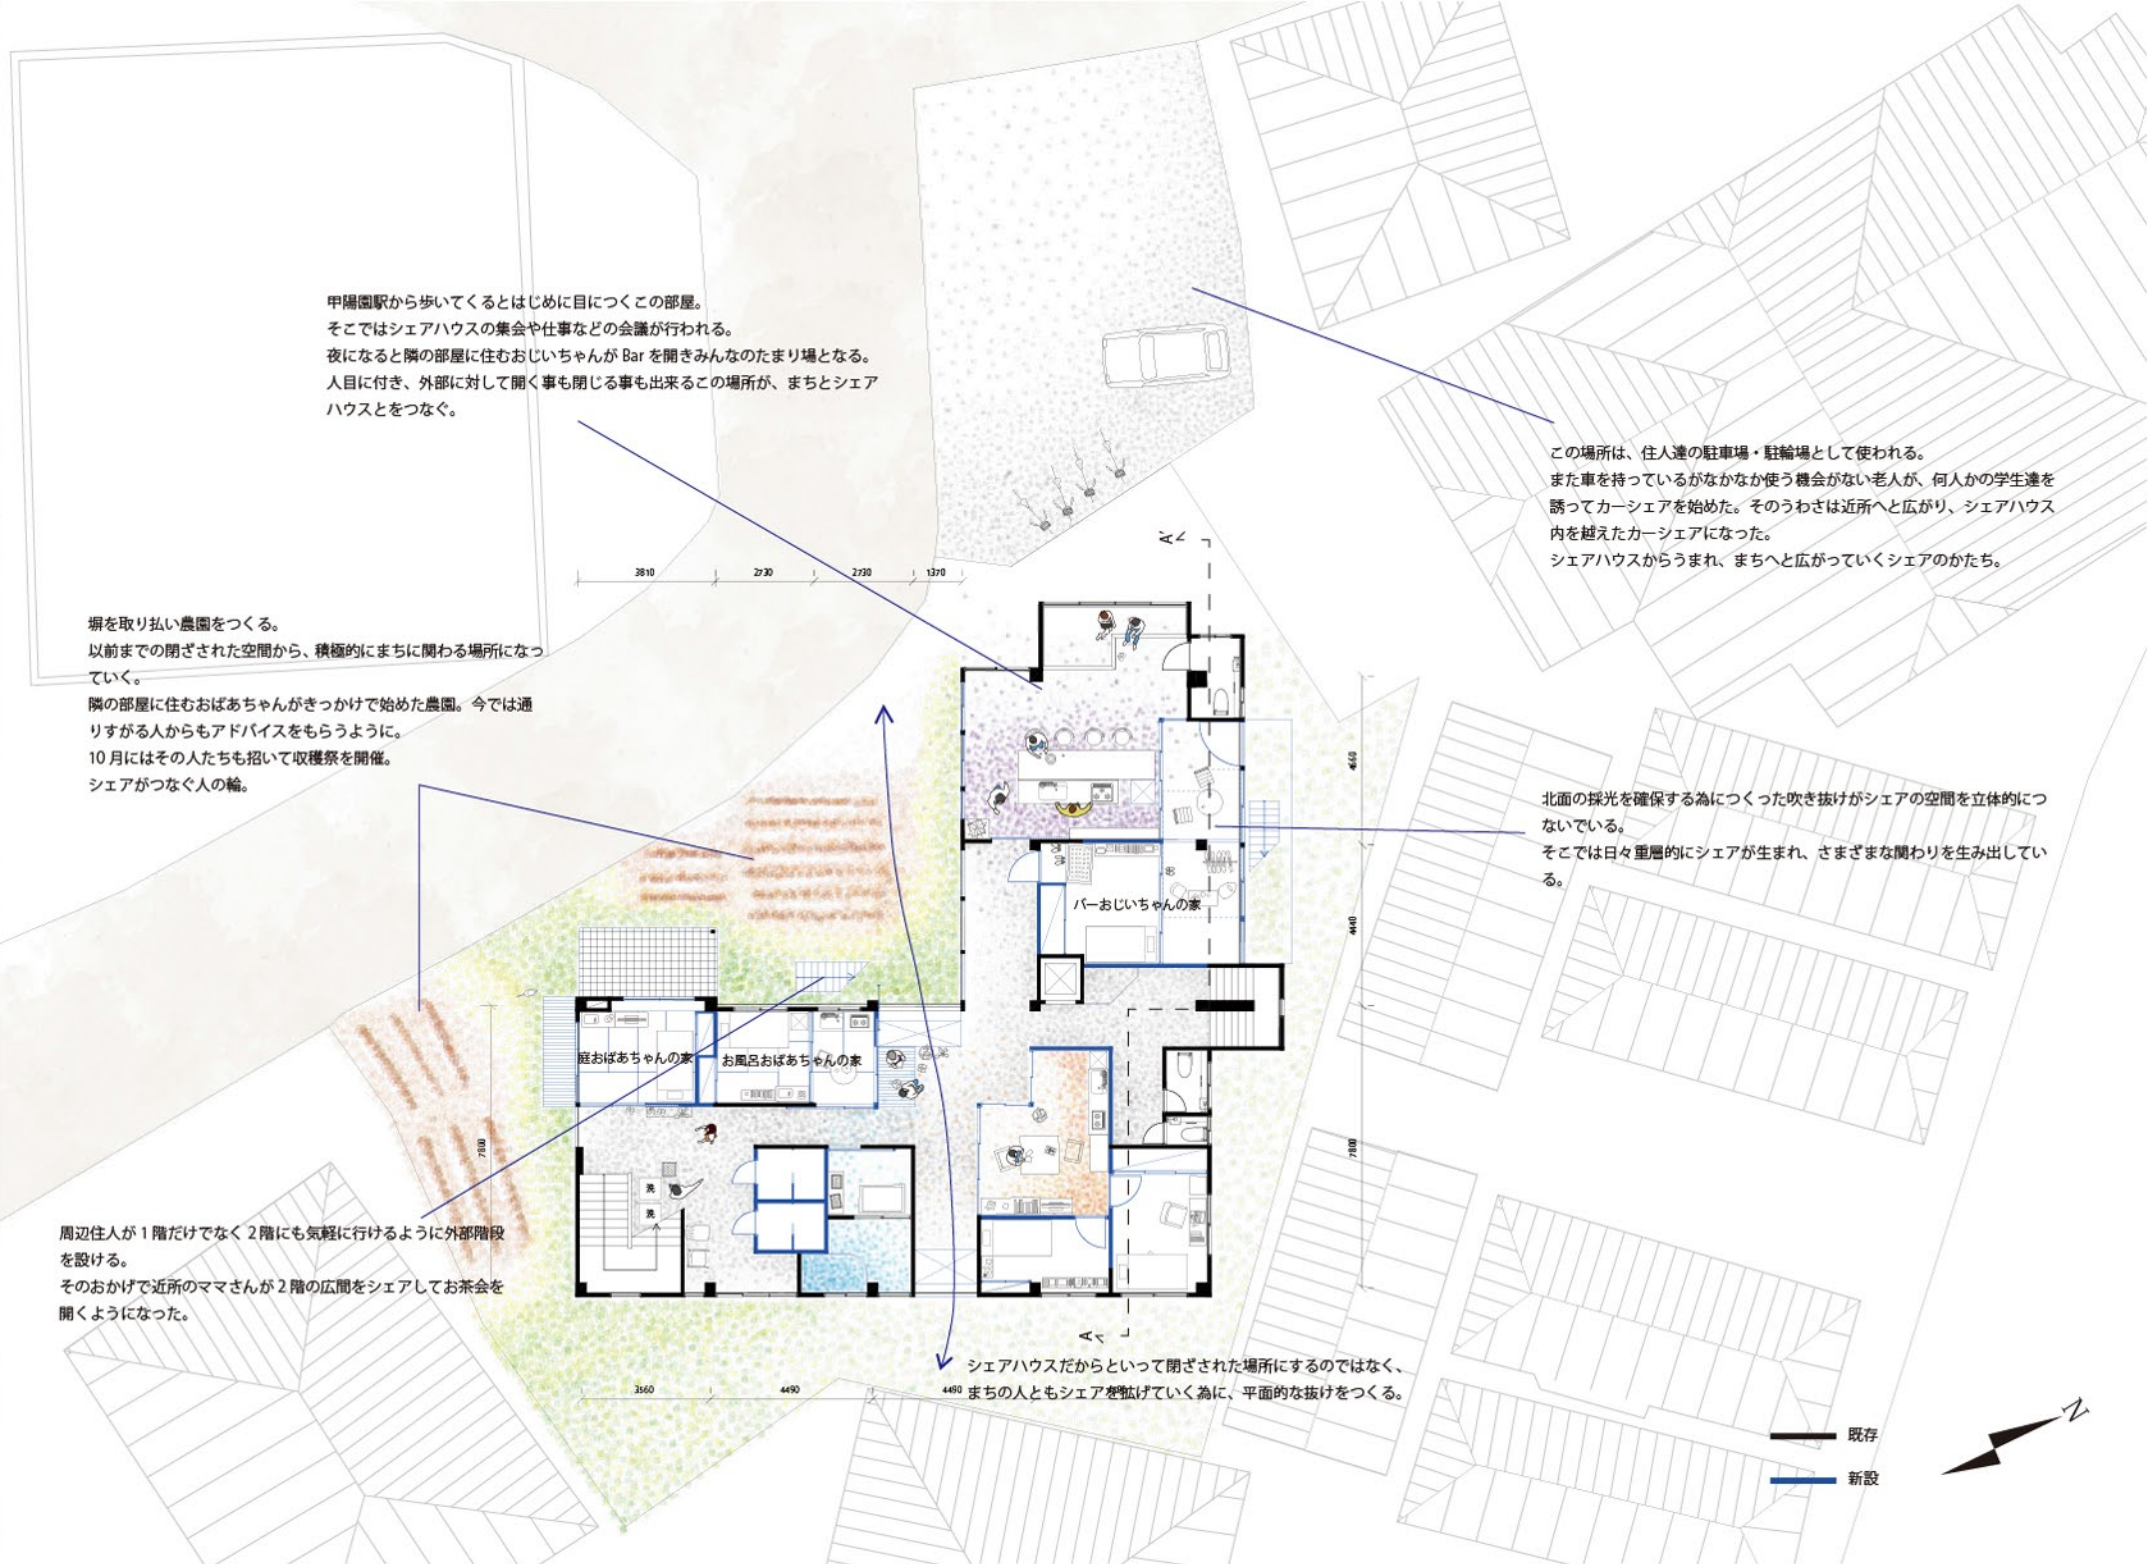 甲陽園駅から歩いてくるとはじめに目につくこの部屋。
そこではシェアハウスの集会や仕事などの会議が行われる。
夜になると隣の部屋に住むおじいちゃんが Bar を開きみんなのたまり場となる。
人目に付き、外部に対して開く事も閉じる事も出来るこの場所が、まちとシェア
ハウスとをつなぐ。
この場所は、住人達の駐車場・駐輪場として使われる。
また車を持っているがなかなか使う機会がない老人が、何人かの学生達を
誘ってカーシェアを始めた。そのうわさは近所へと広がり、シェアハウス
内を越えたカーシェアになった。
シェアハウスからうまれ、まちへと広がっていくシェアのかたち。
A'
3810
2730
2730
1370
塀を取り払い農園をつくる。
以前までの閉ざされた空間から、積極的にまちに関わる場所になっ
ていく。
隣の部屋に住むおばあちゃんがきっかけで始めた農園。今では通
りすがる人からもアドバイスをもらうように。
10 月にはその人たちも招いて収穫祭を開催。
シェアがつなぐ人の輪。
4660
北面の採光を確保する為につくった吹き抜けがシェアの空間を立体的につ
ないでいる。
そこでは日々重層的にシェアが生まれ、さまざまな関わりを生み出してい
る。
バーおじいちゃんの家
4440
庭おばあちゃんの家
お風呂おばあちゃんの家
7800
7800
洗
洗
周辺住人が 1 階だけでなく 2 階にも気軽に行けるように外部階段
を設ける。
そのおかげで近所のママさんが 2 階の広間をシェアしてお茶会を
開くようになった。
A
シェアハウスだからといって閉ざされた場所にするのではなく、
まちの人ともシェアを拡げていく為に、平面的な抜けをつくる。
3560
4490
4490
N
既存
新設